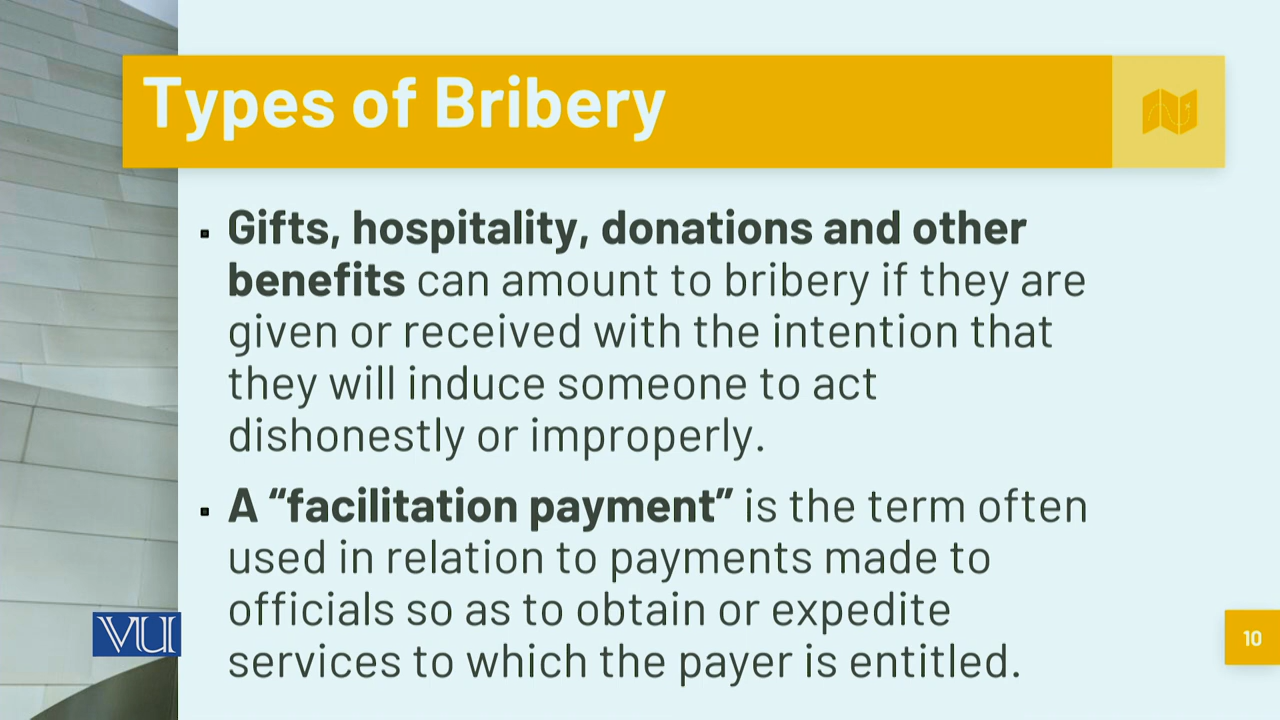 Types of Bribery
▪ Gifts, hospitality, donations and other
benefits can amount to bribery if they are
given or received with the intention that
they will induce someone to act
dishonestly or improperly.
▪ A “facilitation payment” is the term often
used in relation to payments made to
officials so as to obtain or expedite
services to which the payer is entitled.
VU
10